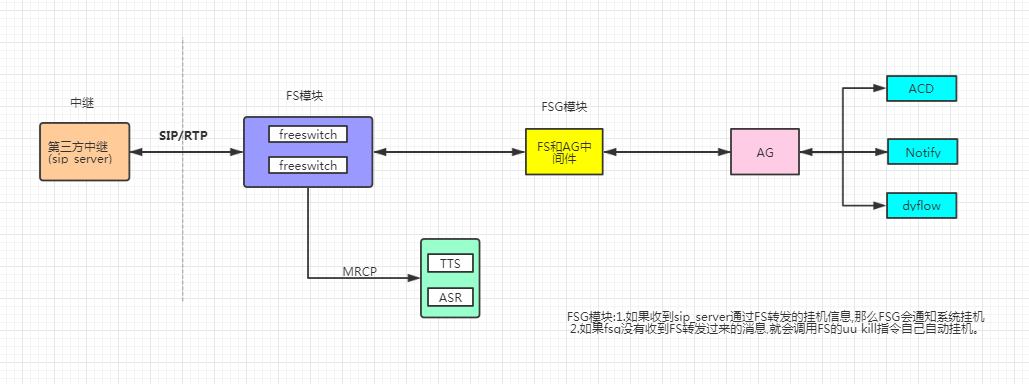 中继
FS模块
FSG模块
第三方中继
(sip server)
SIP/RTP
freeswitch
freeswitch
FS和AG中
间件
AG
ACD
Notify
dyflow
MRCP
TTS
ASR
FSG模块:1.如果收到sip_server通过FS转发的挂机信息,那么FSG会通知系统挂机
2.如果fsg没有收到FS转发过来的消息,就会调用FS的uu kill指令自己自动挂机。